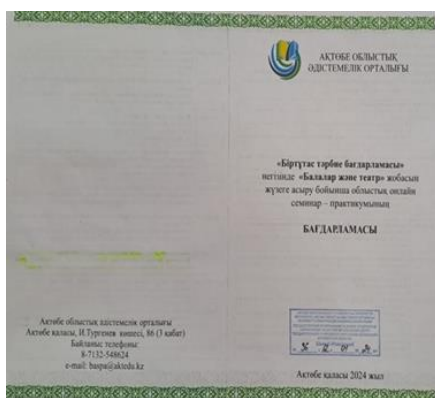 АҚТӨБЕ ОБЛЫСТЫҚ
ӘДІСТЕМЕЛІК ОРТАЛЫҒЫ
«Біртұтас тәрбие бағдарламасы»
негізінде «Балалар және театр» жобасын
жүзеге асыру бойынша облыстық онлайн
семинар – практикумының
БАҒДАРЛАМАСЫ
Ақтөбе қаласы 2024 жыл
Ақтөбе облыстық әдістемелік орталығы
Ақтөбе қаласы, И.Тургенев көшесі, 86 (3 қабат)
Байланыс телефоны:
8-7132-548624
e-mail: baspa@aktedu.kz